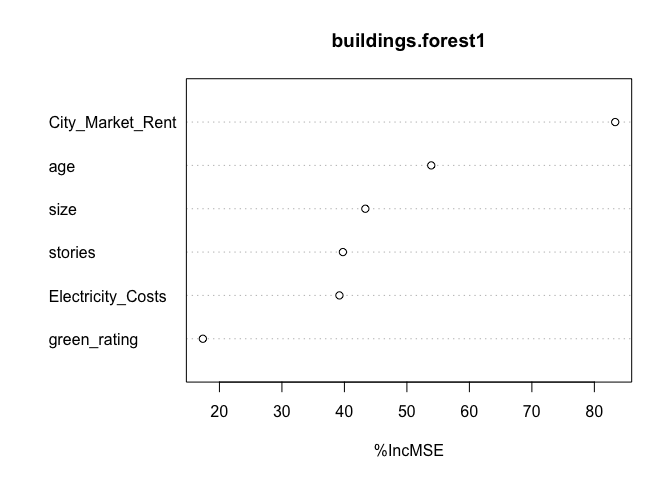 buildings.forest1
City_Market_Rent
age
size
stories
Electricity_Costs
green_rating
20 30 40 50 60 70 80
%IncMSE